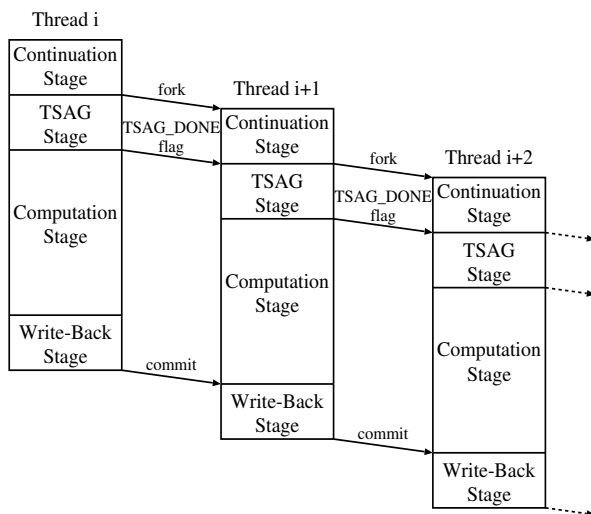 Thread i
Continuation
Stage
TSAG
Stage
Computation
Stage
Write-Back
Stage
fork
TSAG_DONE
flag
commit
Thread i+1
Continuation
Stage
TSAG
Stage
Computation
Stage
Write-Back
Stage
fork
TSAG_DONE
flag
commit
Thread i+2
Continuation
Stage
TSAG
Stage
Computation
Stage
Write-Back
Stage